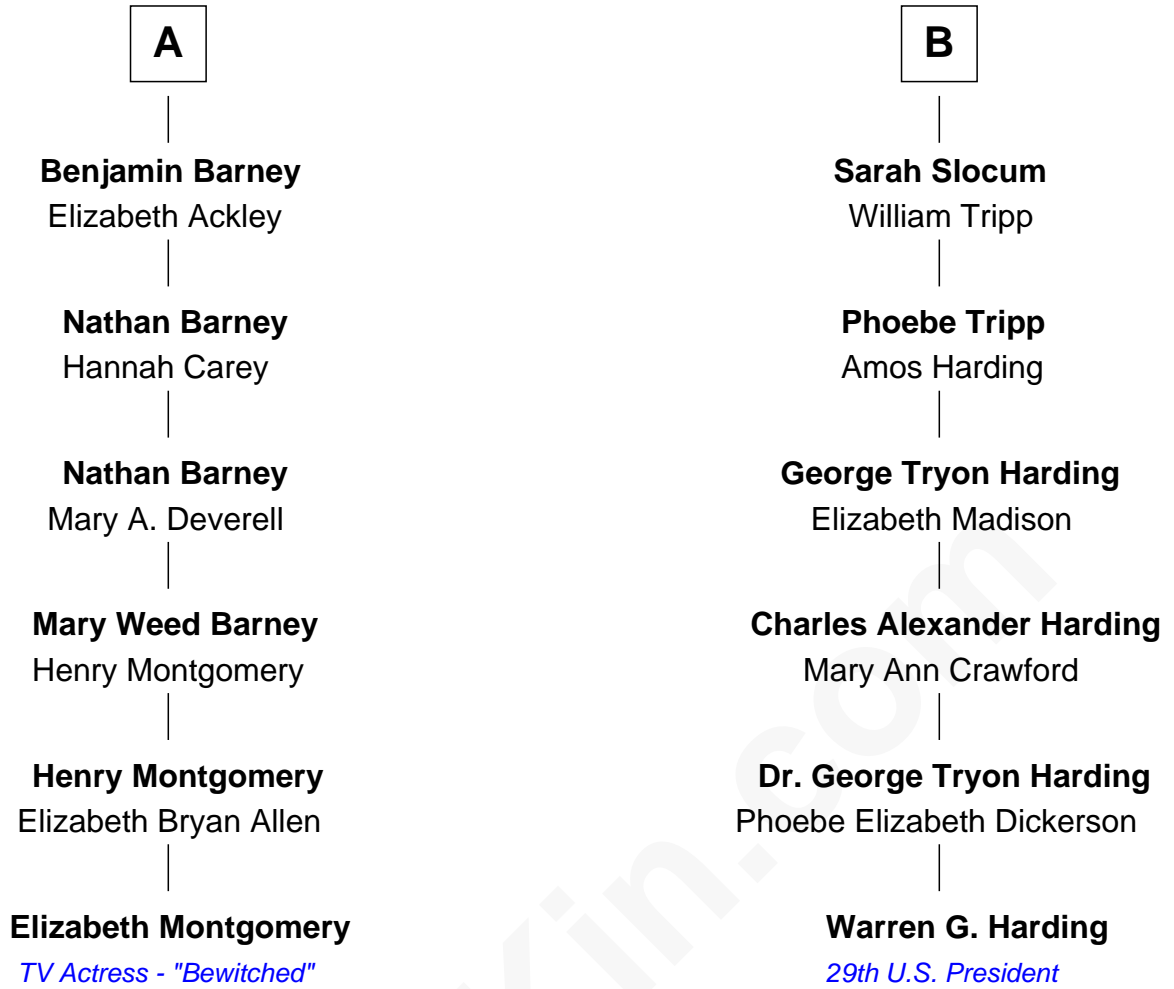 A
Benjamin Barney
Elizabeth Ackley
Nathan Barney
Hannah Carey
Nathan Barney
Mary A. Deverell
Mary Weed Barney
Henry Montgomery
Henry Montgomery
Elizabeth Bryan Allen
Elizabeth Montgomery
TV Actress - "Bewitched"
B
Sarah Slocum
William Tripp
Phoebe Tripp
Amos Harding
George Tryon Harding
Elizabeth Madison
Charles Alexander Harding
Mary Ann Crawford
Dr. George Tryon Harding
Phoebe Elizabeth Dickerson
Warren G. Harding
29th U.S. President